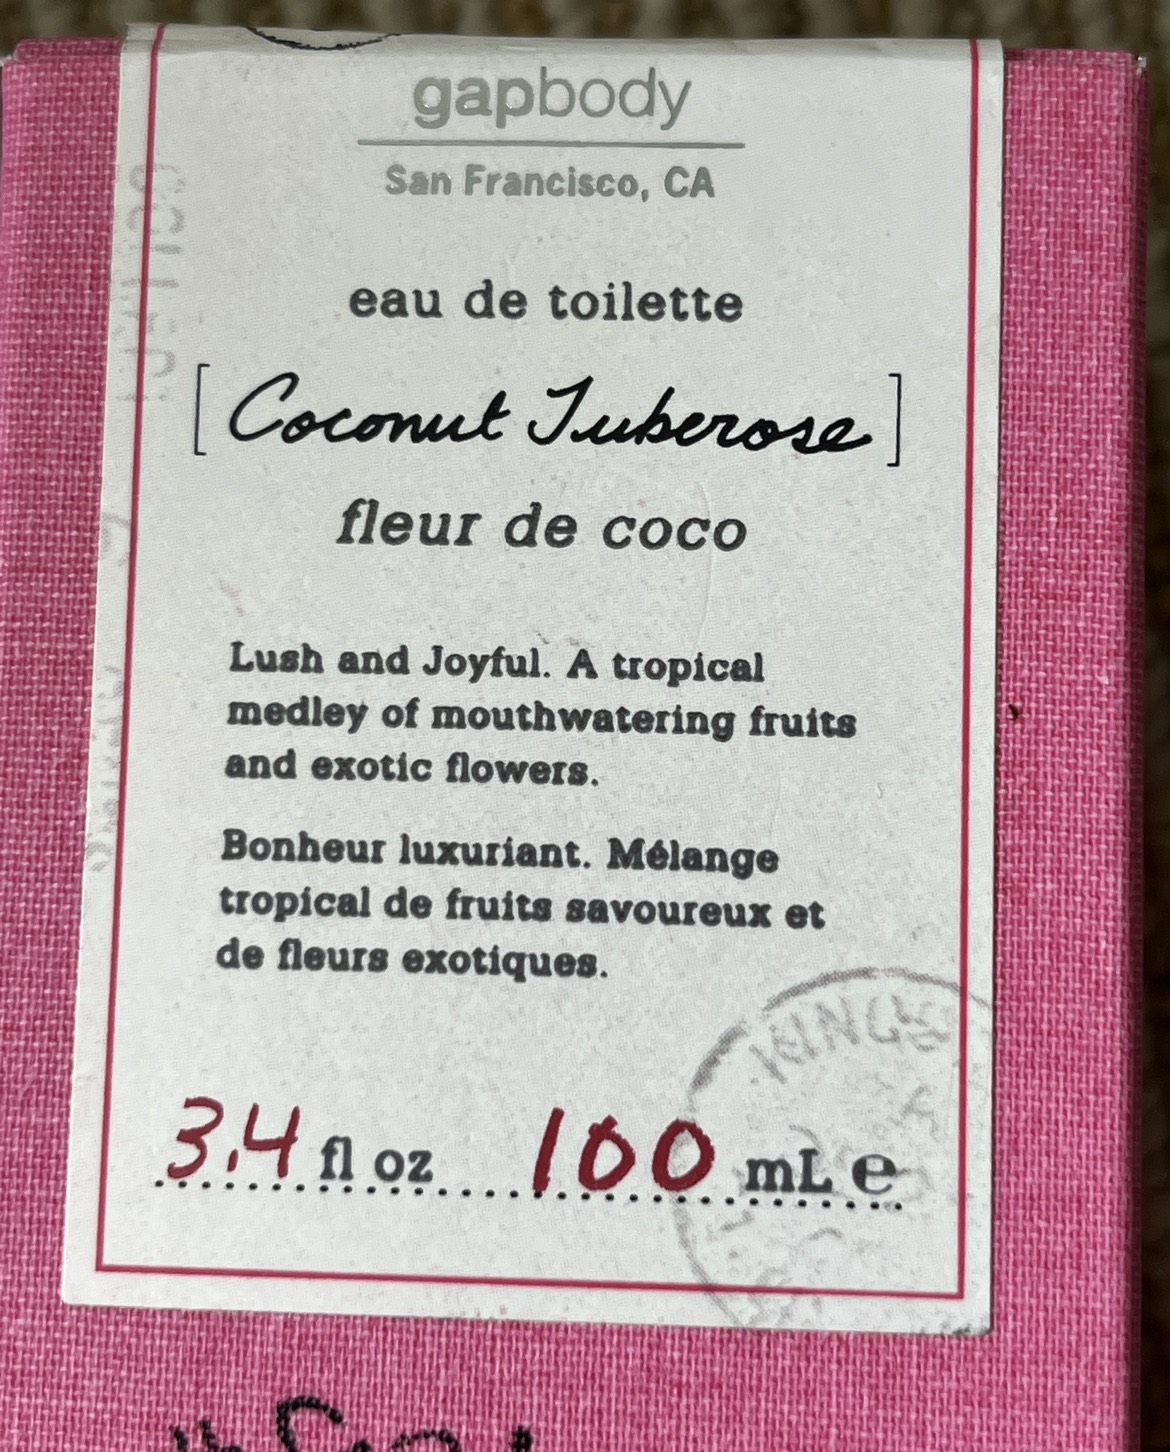 gapbody
San Francisco, CA
eau de toilette
[Coconut Tuberose]
fleur de coco
Lush and Joyful. A tropical
medley of mouthwatering fruits
and exotic flowers.
Bonheur luxuriant. Mélange
tropical de fruits savoureux et
de fleurs exotiques.
3.4 fl oz 100 mL e